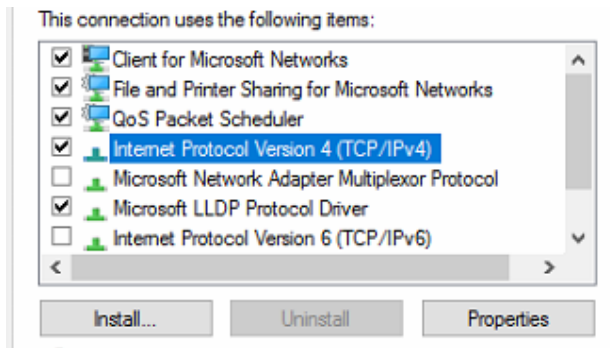 This connection uses the following items:
Client for Microsoft Networks
File and Printer Sharing for Microsoft Networks
QoS Packet Scheduler
Internet Protocol Version 4 (TCP/IPv4)
Microsoft Network Adapter Multiplexor Protocol
Microsoft LLDP Protocol Driver
Internet Protocol Version 6 (TCP/IPv6)
Install... Uninstall Properties